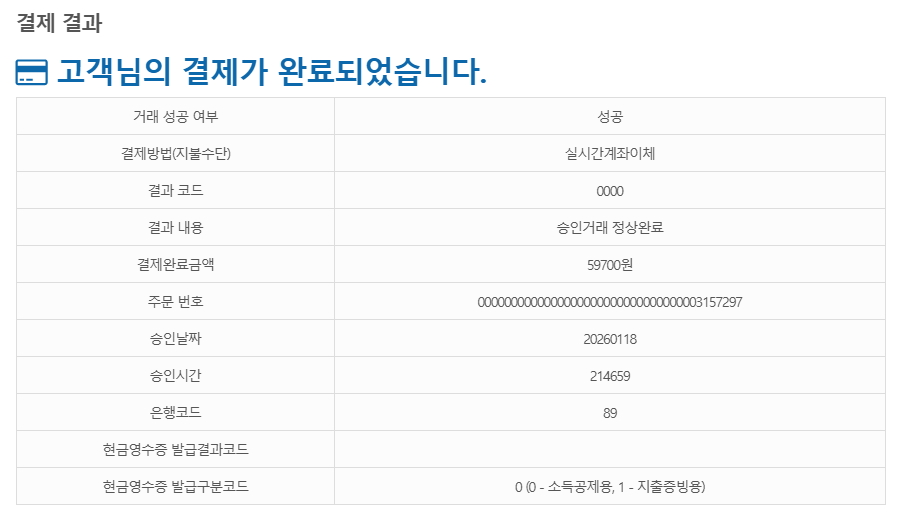 결제 결과
고객님의 결제가 완료되었습니다.
거래 성공 여부 성공
결제방법(지불수단) 실시간계좌이체
결과 코드 0000
결과 내용 승인거래 정상완료
결제완료금액 59700원
주문 번호 0000000000000000000000000000000003157297
승인날짜 20260118
승인시간 214659
은행코드 89
현금영수증 발급결과코드
현금영수증 발급구분코드 0 (0 - 소득공제용, 1 - 지출증빙용)